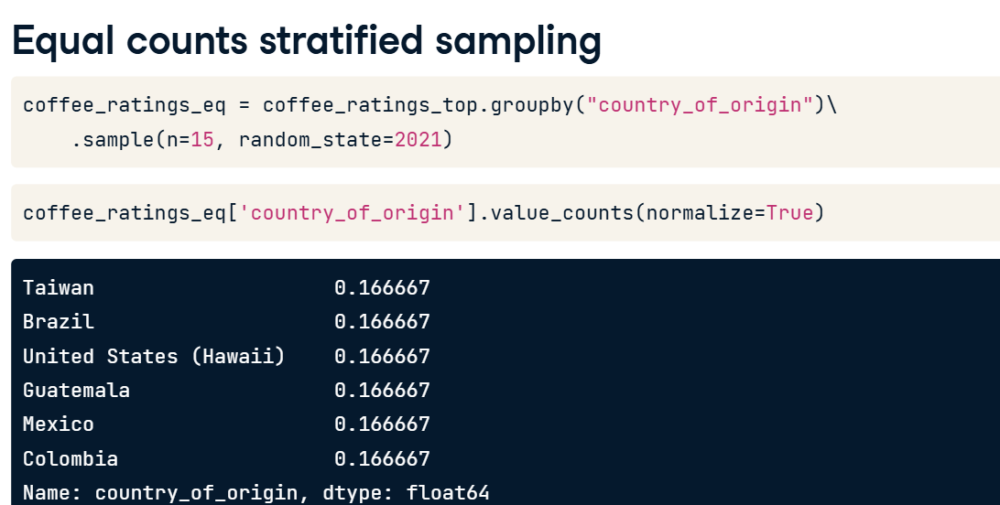 Equal counts stratified sampling
coffee_ratings_eq = coffee_ratings_top.groupby("country_of_origin")\
    .sample(n=15, random_state=2021)
coffee_ratings_eq['country_of_origin'].value_counts(normalize=True)
Taiwan                    0.166667
Brazil                    0.166667
United States (Hawaii)    0.166667
Guatemala                 0.166667
Mexico                    0.166667
Colombia                  0.166667
Name: country_of_origin, dtype: float64